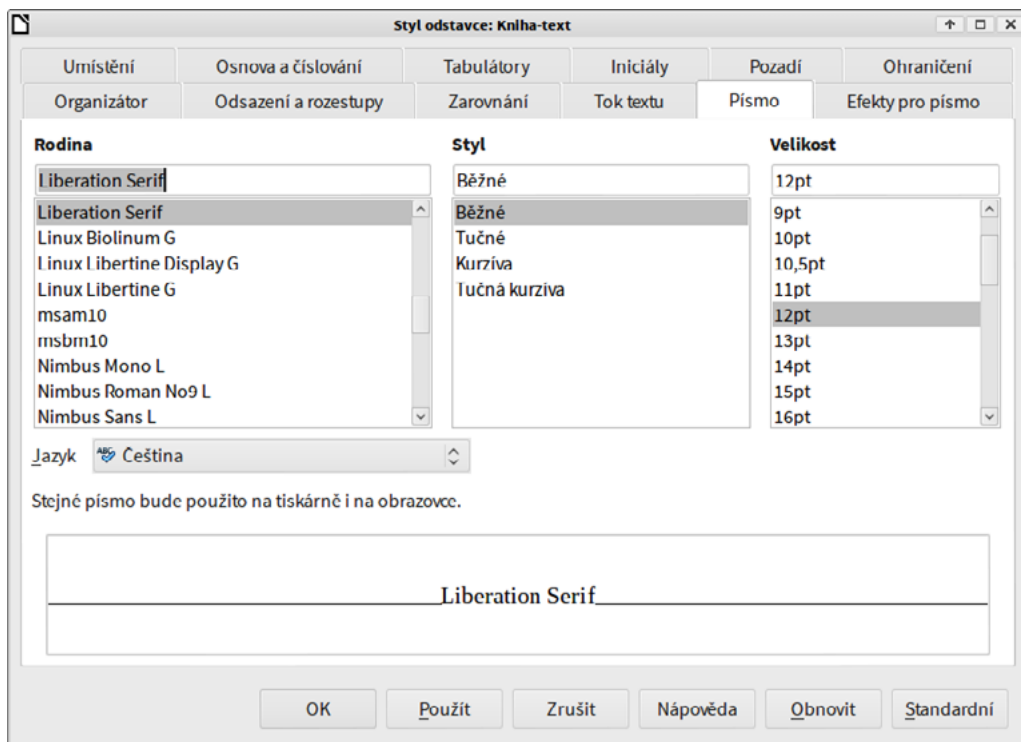 Styl odstavce: Kniha-text
Umístění Osnova a číslování Tabulátory Iniciály Pozadí Ohraničení
Organizátor Odsazení a rozestupy Zarovnání Tok textu Písmo Efekty pro písmo
Rodina Styl Velikost
Liberation Serif Běžné 12pt
Liberation Serif Běžné 9pt
Linux Biolinum G Tučné 10pt
Linux Libertine Display G Kurzíva 10,5pt
Linux Libertine G Tučná kurzíva 11pt
msam10 12pt
msbm10 13pt
Nimbus Mono L 14pt
Nimbus Roman No9 L 15pt
Nimbus Sans L 16pt
Jazyk ABC Čeština
Stejné písmo bude použito na tiskárně i na obrazovce.
Liberation Serif
OK Použít Zrušit Nápověda Obnovit Standardní